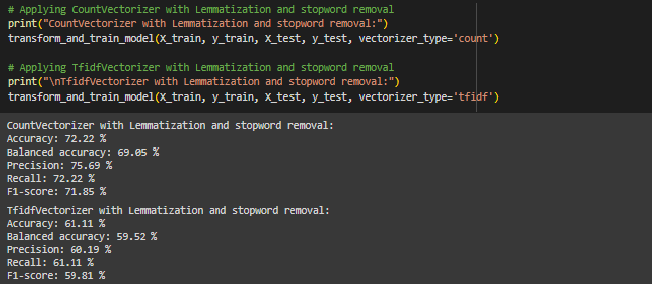 # Applying CountVectorizer with Lemmatization and stopword removal
print("CountVectorizer with Lemmatization and stopword removal:")
transform_and_train_model(X_train, y_train, X_test, y_test, vectorizer_type='count')
# Applying TfidfVectorizer with Lemmatization and stopword removal
print("\nTfidfVectorizer with Lemmatization and stopword removal:")
transform_and_train_model(X_train, y_train, X_test, y_test, vectorizer_type='tfidf')
CountVectorizer with Lemmatization and stopword removal:
Accuracy: 72.22 %
Balanced accuracy: 69.05 %
Precision: 75.69 %
Recall: 72.22 %
F1-score: 71.85 %
TfidfVectorizer with Lemmatization and stopword removal:
Accuracy: 61.11 %
Balanced accuracy: 59.52 %
Precision: 60.19 %
Recall: 61.11 %
F1-score: 59.81 %